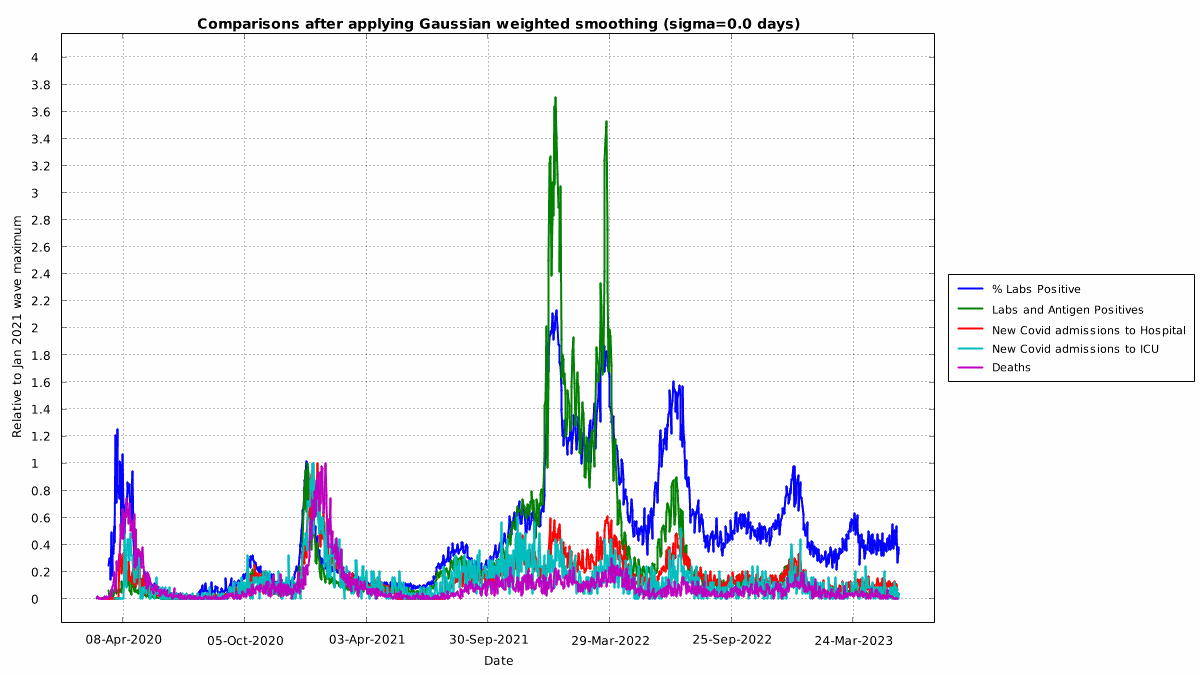 Comparisons after applying Gaussian weighted smoothing (sigma=0.0 days)
Relative to Jan 2021 wave maximum
4
3.8
3.6
3.4
3.2
3
2.8
2.6
2.4
2.2
2
1.8
1.6
1.4
1.2
1
0.8
0.6
0.4
0.2
0
08-Apr-2020
05-Oct-2020
03-Apr-2021
30-Sep-2021
29-Mar-2022
25-Sep-2022
24-Mar-2023
Date
% Labs Positive
Labs and Antigen Positives
New Covid admissions to Hospital
New Covid admissions to ICU
Deaths